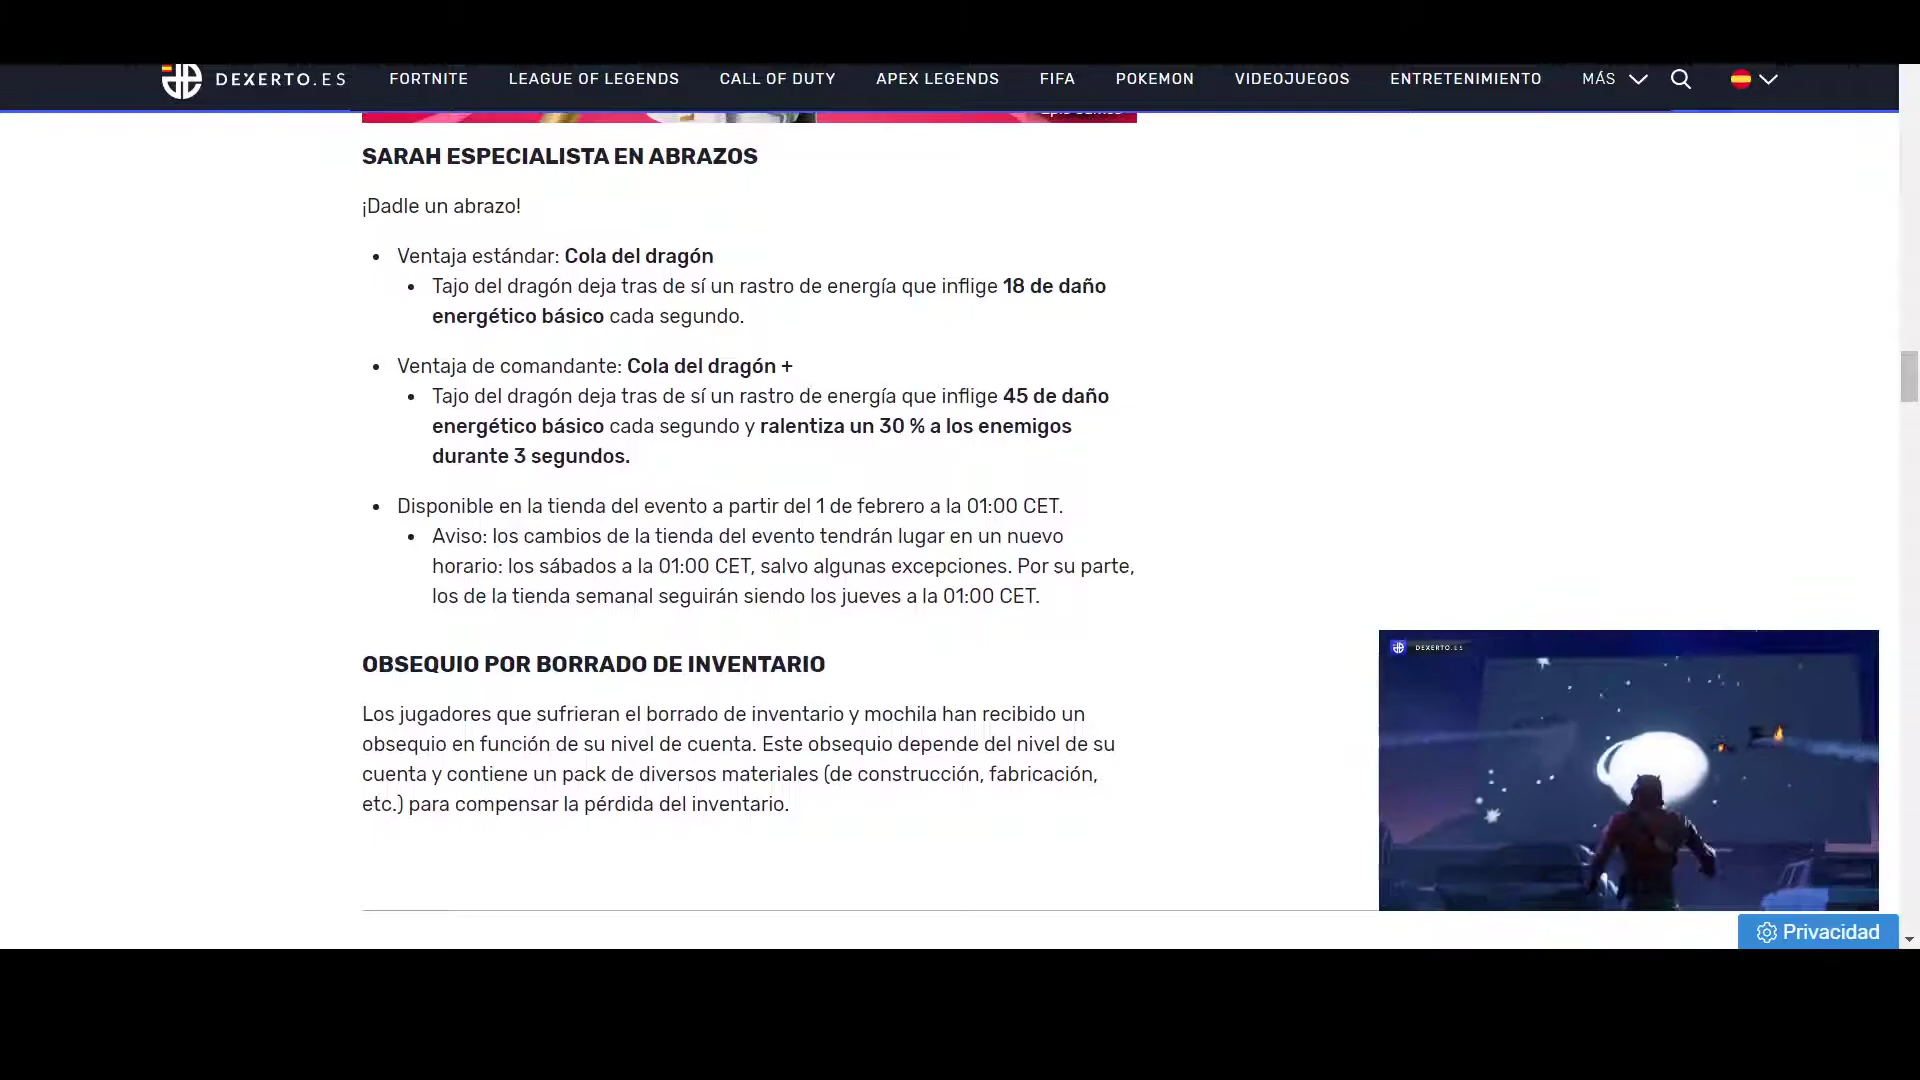 DEXERTO.ES FORTNITE LEAGUE OF LEGENDS CALL OF DUTY APEX LEGENDS FIFA POKEMON VIDEOJUEGOS ENTRETENIMIENTO MÁS
Epic Games
SARAH ESPECIALISTA EN ABRAZOS
¡Dadle un abrazo!
• Ventaja estándar: Cola del dragón
• Tajo del dragón deja tras de sí un rastro de energía que inflige 18 de daño
energético básico cada segundo.
• Ventaja de comandante: Cola del dragón +
• Tajo del dragón deja tras de sí un rastro de energía que inflige 45 de daño
energético básico cada segundo y ralentiza un 30 % a los enemigos
durante 3 segundos.
• Disponible en la tienda del evento a partir del 1 de febrero a la 01:00 CET.
• Aviso: los cambios de la tienda del evento tendrán lugar en un nuevo
horario: los sábados a la 01:00 CET, salvo algunas excepciones. Por su parte,
los de la tienda semanal seguirán siendo los jueves a la 01:00 CET.
OBSEQUIO POR BORRADO DE INVENTARIO
Los jugadores que sufrieran el borrado de inventario y mochila han recibido un
obsequio en función de su nivel de cuenta. Este obsequio depende del nivel de su
cuenta y contiene un pack de diversos materiales (de construcción, fabricación,
etc.) para compensar la pérdida del inventario.
DEXERTO.ES
Privacidad